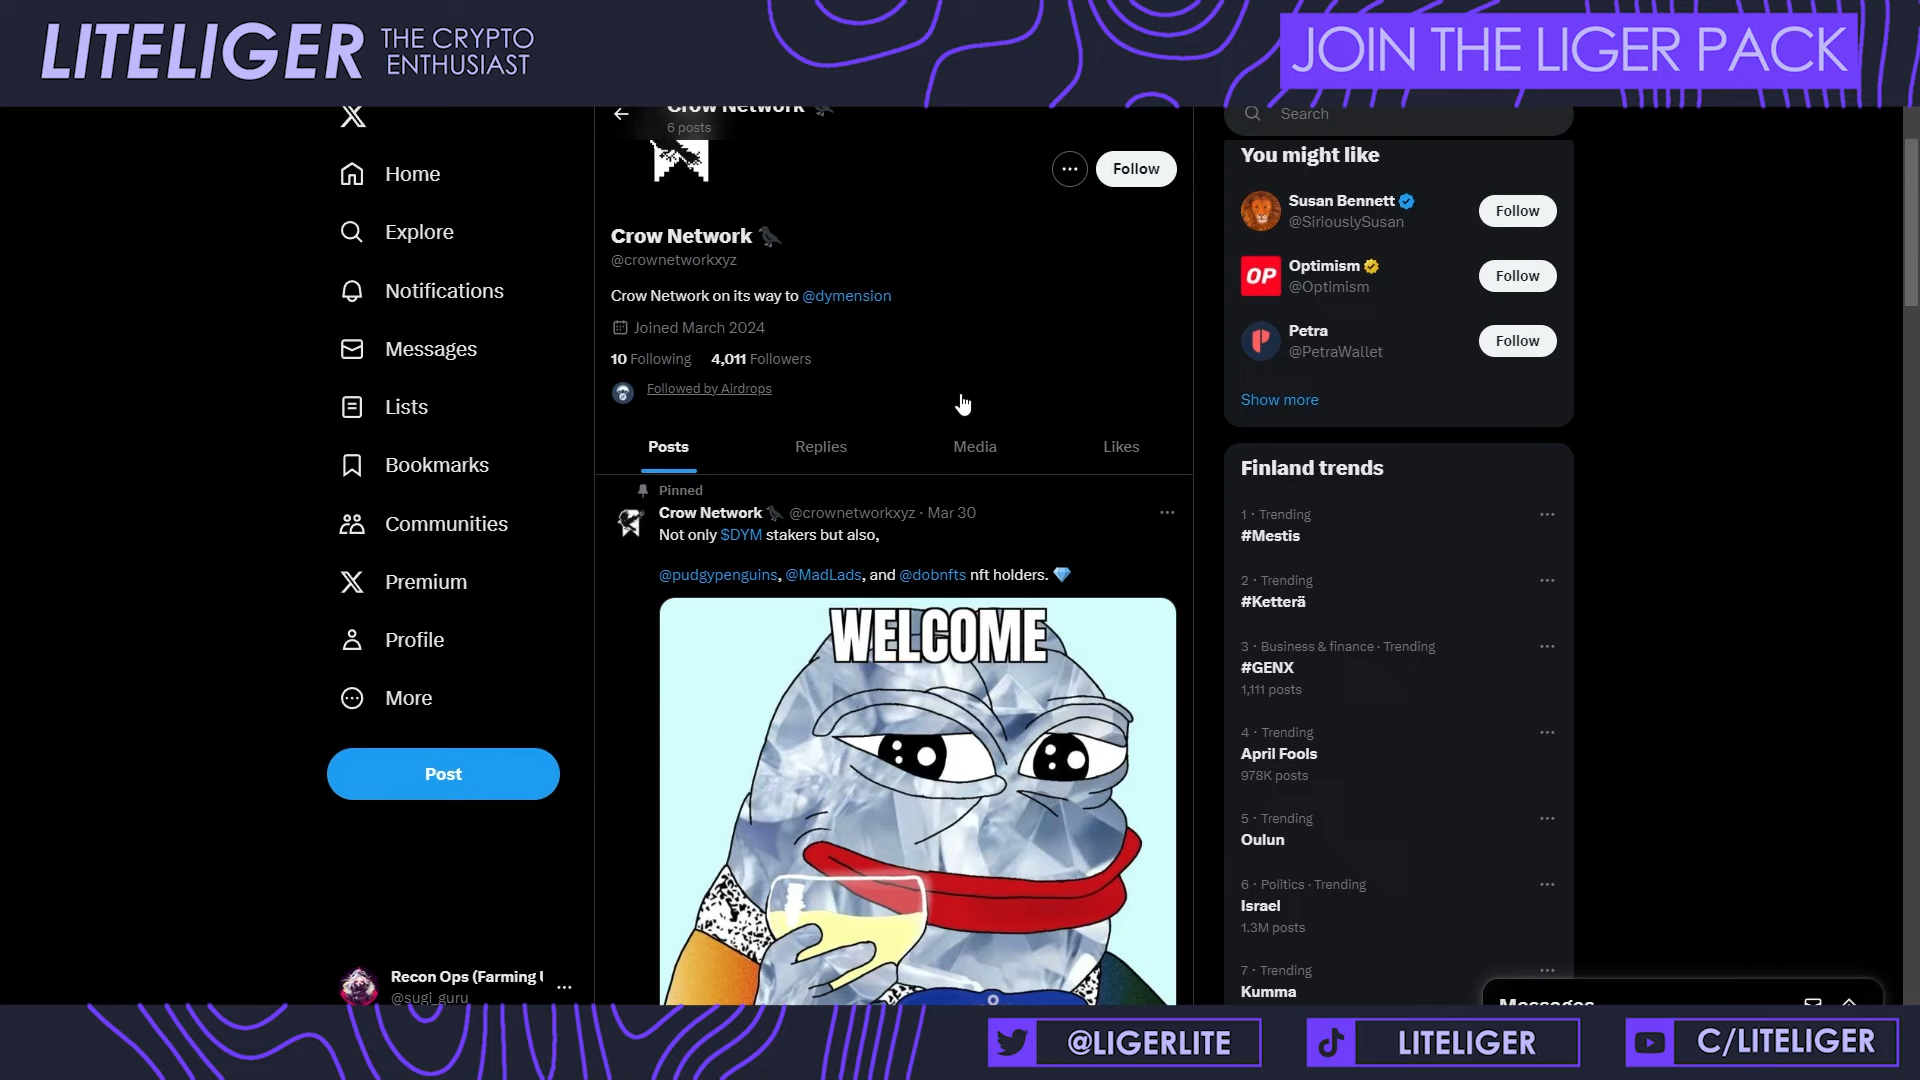 LITELIGER THE CRYPTO
ENTHUSIAST
JOIN THE LIGER PACK
Home
Explore
Notifications
Messages
Lists
Bookmarks
Communities
Premium
Profile
More
Post
Recon Ops (Farming
@sugi_guru
Crow Network
6 posts
Follow
Crow Network
@crownetworkxyz
Crow Network on its way to @dymension
Joined March 2024
10 Following 4,011 Followers
Followed by Airdrops
Posts Replies Media Likes
Pinned
Crow Network @crownetworkxyz · Mar 30
Not only $DYM stakers but also,
@pudgypenguins, @MadLads, and @dobnfts nft holders.
WELCOME
Search
You might like
Susan Bennett
@SiriouslySusan
Follow
OP
Optimism
@Optimism
Follow
Petra
@PetraWallet
Follow
Show more
Finland trends
1 · Trending
#Mestis
2 · Trending
#Ketterä
3 · Business & finance · Trending
#GENX
1,111 posts
4 · Trending
April Fools
978K posts
5 · Trending
Oulun
6 · Politics · Trending
Israel
1.3M posts
7 · Trending
Kumma
Messages
@LIGERLITE
LITELIGER
C/LITELIGER